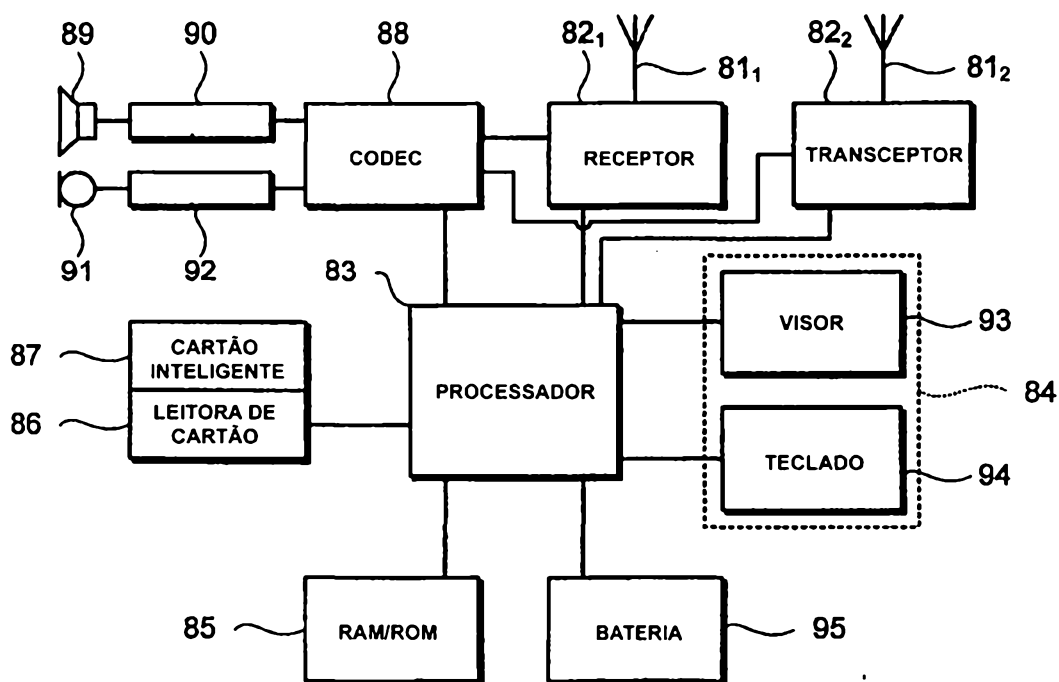 89 90 88 82₁ 81₁ 82₂ 81₂
CODEC RECEPTOR TRANSCEPTOR
91 92 83
VISOR 93
87 CARTÃO
INTELIGENTE
PROCESSADOR 84
86 LEITORA DE
CARTÃO
TECLADO 94
85 RAM/ROM BATERIA 95